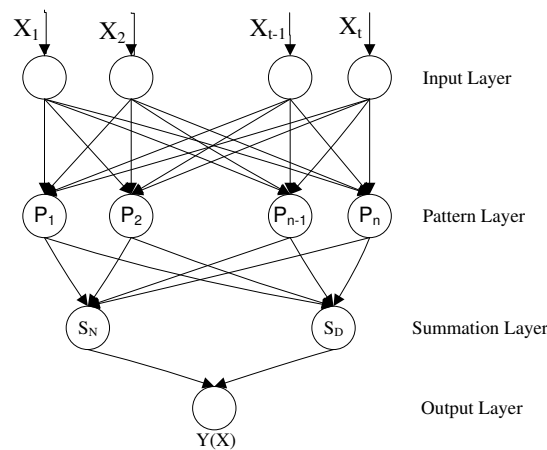 X1 X2 Xt-1 Xt
Input Layer
P1 P2 Pn-1 Pn
Pattern Layer
SN SD
Summation Layer
Output Layer
Y(X)